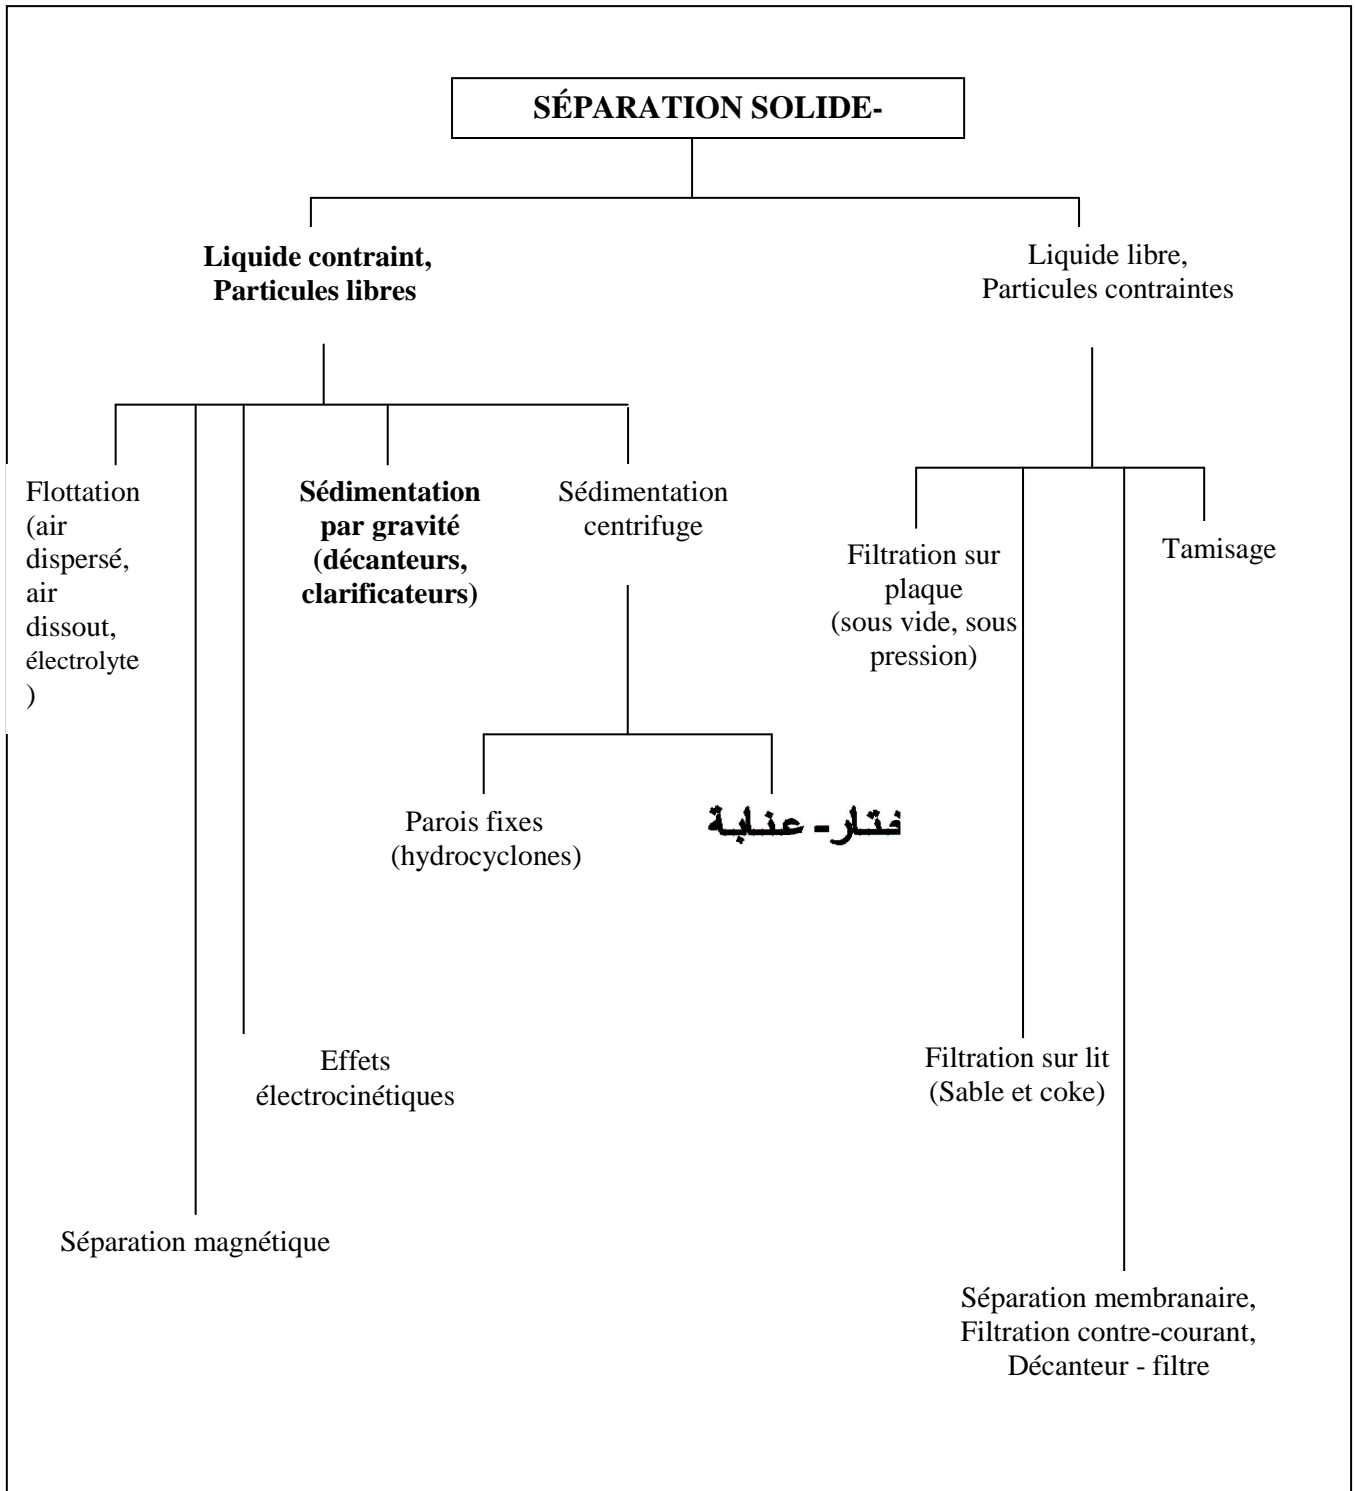 SÉPARATION SOLIDE-
Liquide contraint,
Particules libres
Liquide libre,
Particules contraintes
Flottation
(air
dispersé,
air
dissout,
électrolyte
)
Sédimentation
par gravité
(décanteurs,
clarificateurs)
Sédimentation
centrifuge
Filtration sur
plaque
(sous vide, sous
pression)
Tamisage
Parois fixes
(hydrocyclones)
فتار- عنابة
Effets
électrocinétiques
Filtration sur lit
(Sable et coke)
Séparation magnétique
Séparation membranaire,
Filtration contre-courant,
Décanteur - filtre